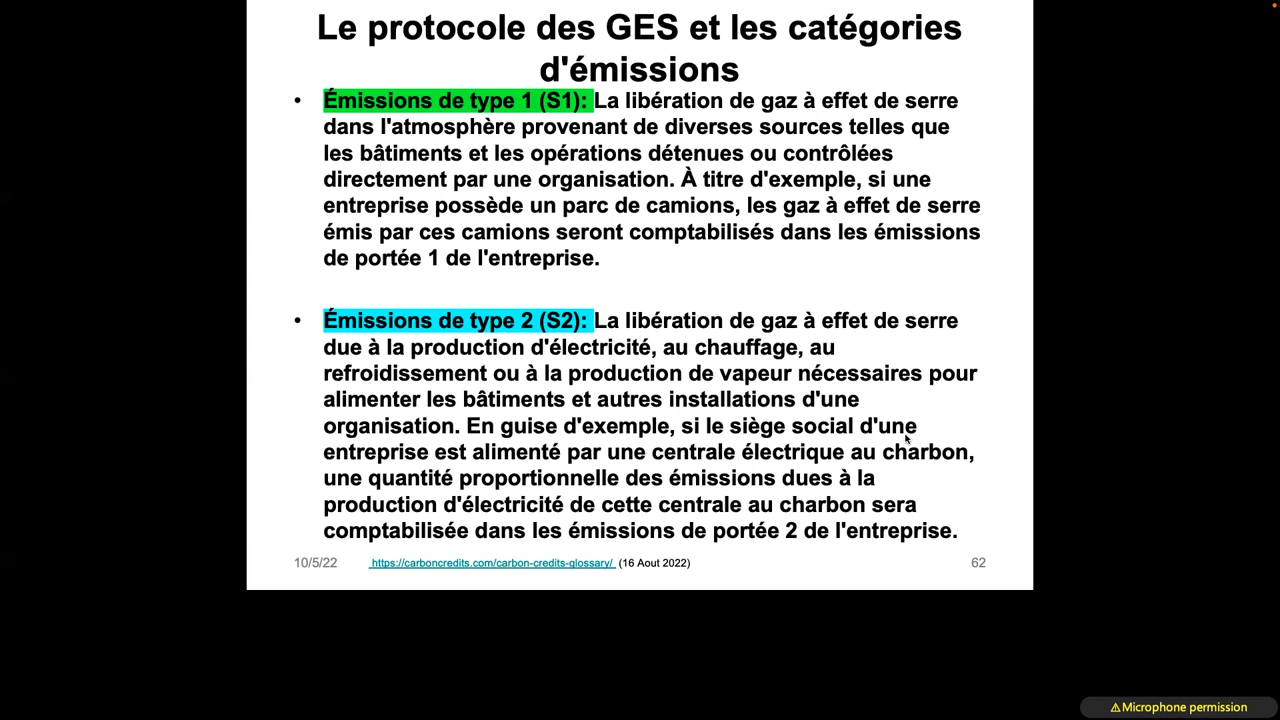 Le protocole des GES et les catégories
d'émissions
• Émissions de type 1 (S1): La libération de gaz à effet de serre
dans l'atmosphère provenant de diverses sources telles que
les bâtiments et les opérations détenues ou contrôlées
directement par une organisation. À titre d'exemple, si une
entreprise possède un parc de camions, les gaz à effet de serre
émis par ces camions seront comptabilisés dans les émissions
de portée 1 de l'entreprise.
• Émissions de type 2 (S2): La libération de gaz à effet de serre
due à la production d'électricité, au chauffage, au
refroidissement ou à la production de vapeur nécessaires pour
alimenter les bâtiments et autres installations d'une
organisation. En guise d'exemple, si le siège social d'une
entreprise est alimenté par une centrale électrique au charbon,
une quantité proportionnelle des émissions dues à la
production d'électricité de cette centrale au charbon sera
comptabilisée dans les émissions de portée 2 de l'entreprise.
10/5/22 https://carboncredits.com/carbon-credits-glossary/ (16 Aout 2022) 62
⚠Microphone permission